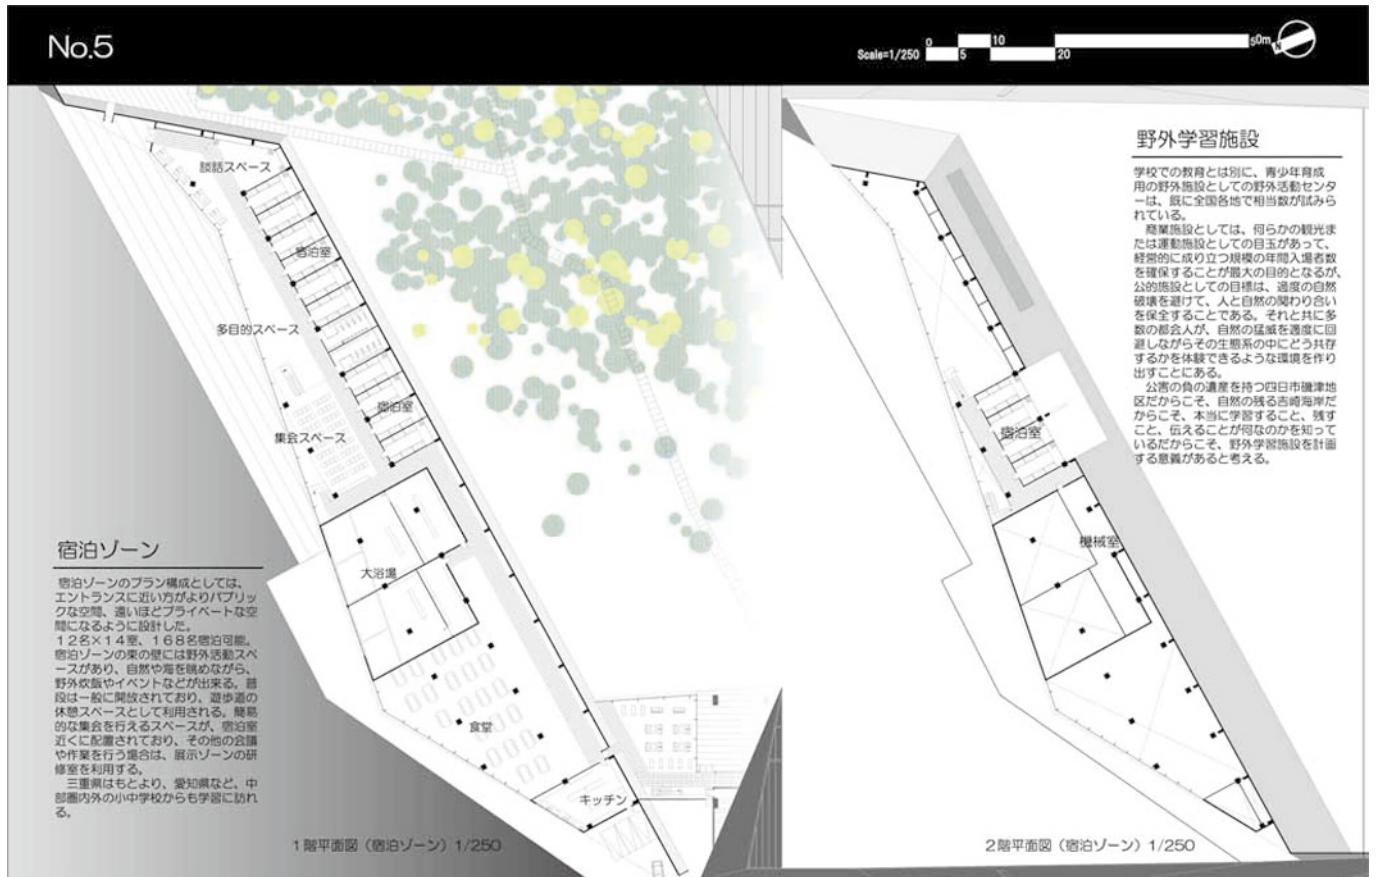 No.5
Scale=1/250
0
5
10
20
50m
N
談話スペース
宿泊室
多目的スペース
宿泊室
集会スペース
大浴場
食堂
キッチン
宿泊ゾーン
宿泊ゾーンのプラン構成としては、
エントランスに近い方がよりパブリッ
クな空間、遠いほどプライベートな空
間になるように設計した。
12名×14室、168名宿泊可能。
宿泊ゾーンの東の壁には野外活動スペ
ースがあり、自然や海を眺めながら、
野外炊飯やイベントなどが出来る。普
段は一般に開放されており、遊歩道の
休憩スペースとして利用される。簡易
的な集会を行えるスペースが、宿泊室
近くに配置されており、その他の会議
や作業を行う場合は、展示ゾーンの研
修室を利用する。
三重県はもとより、愛知県など、中
部圏内外の小中学校からも学習に訪れ
る。
1階平面図（宿泊ゾーン）1/250
宿泊室
機械室
2階平面図（宿泊ゾーン）1/250
野外学習施設
学校での教育とは別に、青少年育成
用の野外施設としての野外活動センタ
ーは、既に全国各地で相当数が試みら
れている。
商業施設としては、何らかの観光ま
たは運動施設としての目玉があって、
経営的に成り立つ規模の年間入場者数
を確保することが最大の目的となるが、
公的施設としての目標は、過度の自然
破壊を避けて、人と自然の関わり合い
を保全することである。それと共に多
数の都会人が、自然の猛威を適度に回
避しながらその生態系の中にどう共存
するかを体験できるような環境を作り
出すことにある。
公害の負の遺産を持つ四日市磯津地
区だからこそ、自然の残る吉崎海岸だ
からこそ、本当に学習すること、残す
こと、伝えることが何なのかを知って
いるだからこそ、野外学習施設を計画
する意義があると考える。